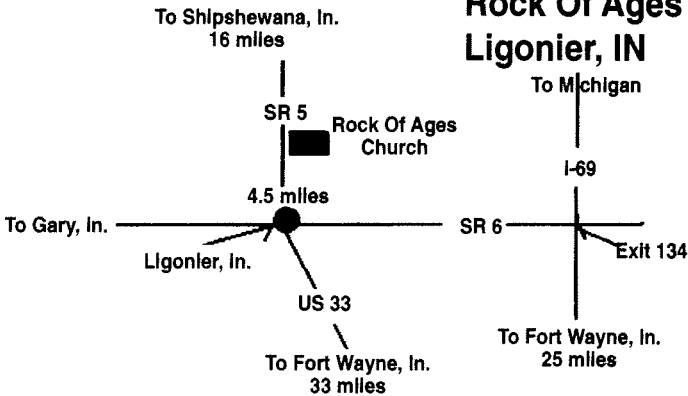 Rock Of Ages
Ligonier, IN
To Shipshewana, In.
16 miles
To Michigan
SR 5
Rock Of Ages
Church
I-69
4.5 miles
To Gary, In.
SR 6
Ligonier, In.
Exit 134
US 33
To Fort Wayne, In.
25 miles
To Fort Wayne, In.
33 miles